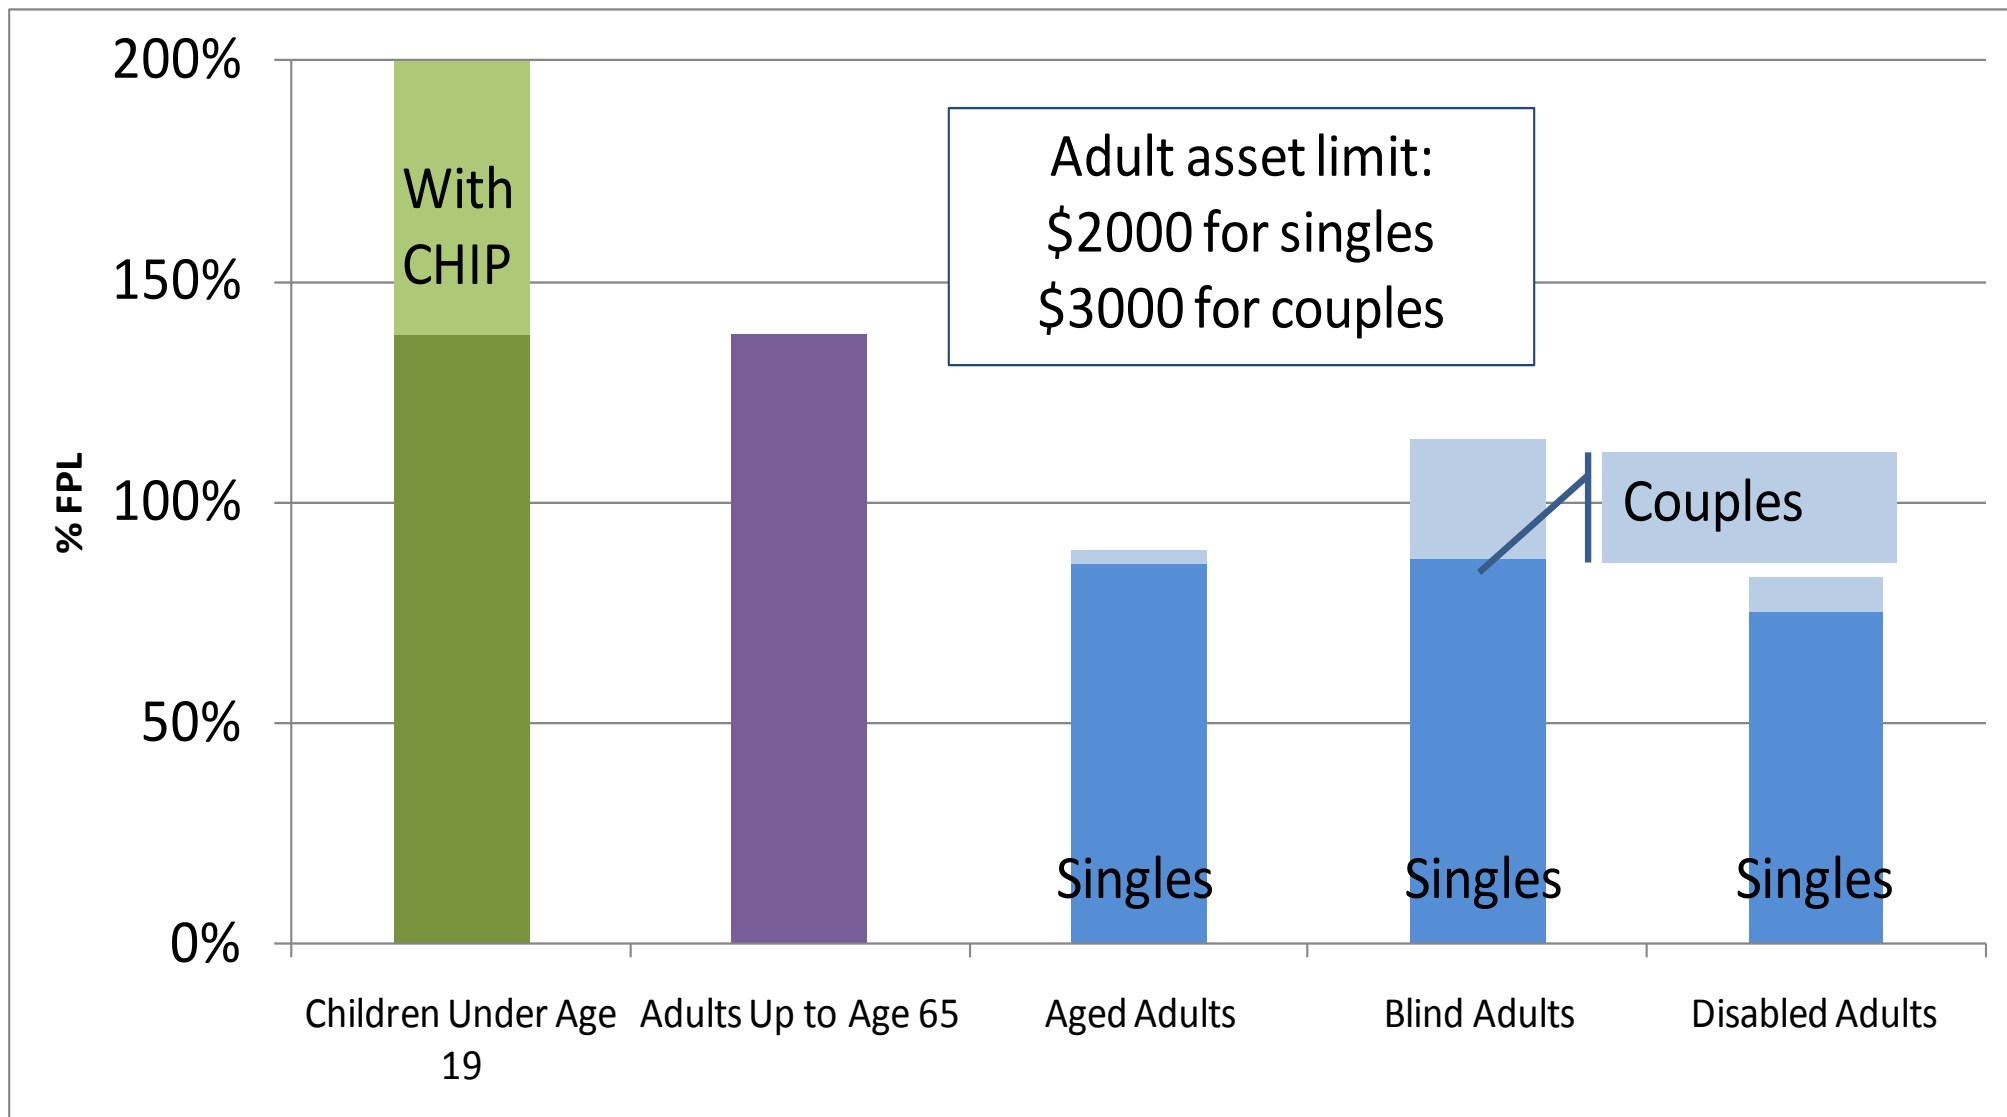 200%
150%
100%
50%
0%
% FPL
With
CHIP
Adult asset limit:
$2000 for singles
$3000 for couples
Couples
Singles
Singles
Singles
Children Under Age
19
Adults Up to Age 65
Aged Adults
Blind Adults
Disabled Adults